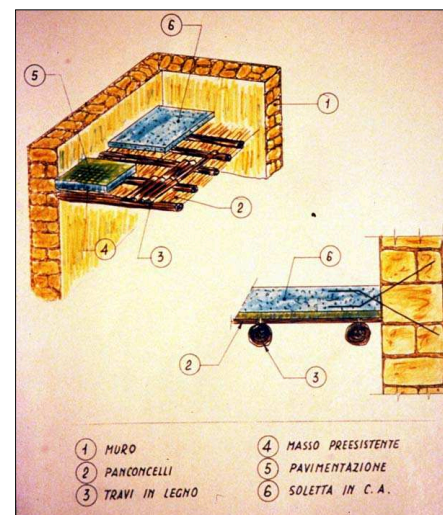 6
5
1
2
4
3
6
2
3
1 MURO
2 PANCONCELLI
3 TRAVI IN LEGNO
4 MASSO PREESISTENTE
5 PAVIMENTAZIONE
6 SOLETTA IN C.A.